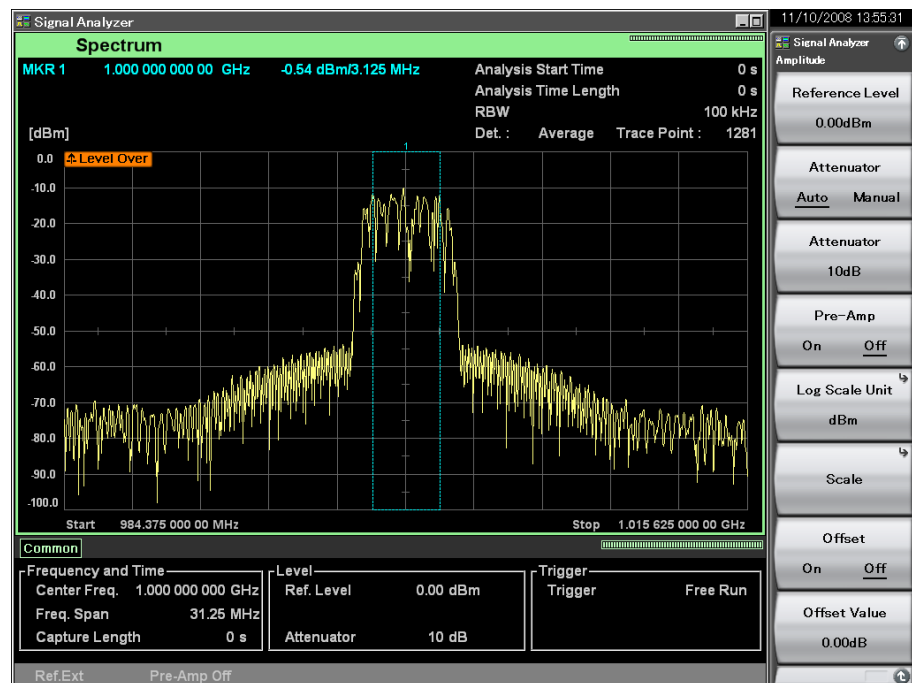 Signal Analyzer
Spectrum
MKR 1 1.000 000 000 00 GHz -0.54 dBm/3.125 MHz
Analysis Start Time 0 s
Analysis Time Length 0 s
RBW 100 kHz
Det. : Average Trace Point : 1281
[dBm]
1
0.0
Level Over
-10.0
-20.0
-30.0
-40.0
-50.0
-60.0
-70.0
-80.0
-90.0
-100.0
Start 984.375 000 00 MHz
Stop 1.015 625 000 00 GHz
Common
Frequency and Time
Center Freq. 1.000 000 000 GHz
Freq. Span 31.25 MHz
Capture Length 0 s
Level
Ref. Level 0.00 dBm
Attenuator 10 dB
Trigger
Trigger Free Run
Ref.Ext Pre-Amp Off
11/10/2008 13:55:31
Signal Analyzer
Amplitude
Reference Level
0.00dBm
Attenuator
Auto Manual
Attenuator
10dB
Pre-Amp
On Off
Log Scale Unit
dBm
Scale
Offset
On Off
Offset Value
0.00dB